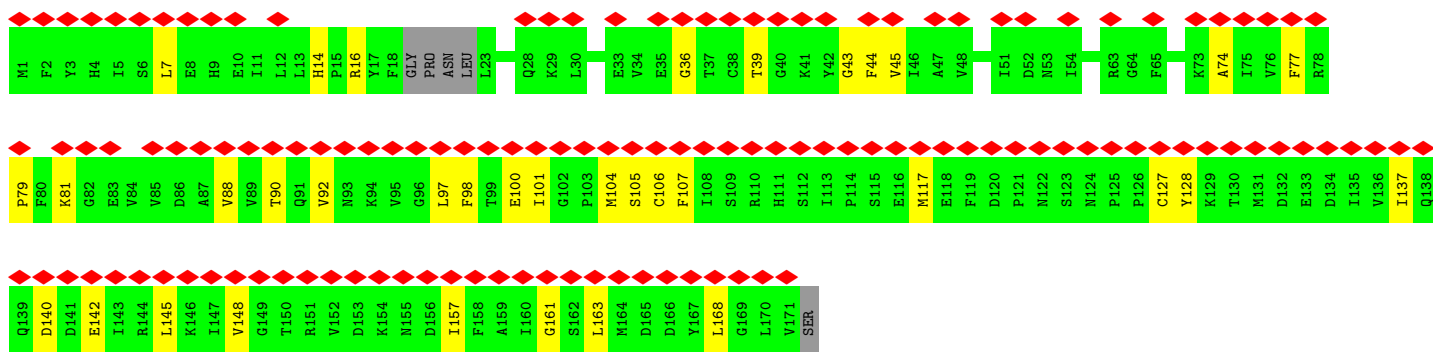 M1 F2 Y3 H4 I5 S6 L7 E8 H9 E10 I11 L12 L13 H14 P15 R16 Y17 F18 GLY PRO ASN LEU L23 Q28 K29 L30 E33 V34 E35 G36 T37 C38 T39 G40 K41 Y42 G43 F44 V45 I46 A47 V48 I51 D52 N53 I54 R63 G64 F65 K73 A74 I75 V76 F77 R78
P79 F80 K81 G82 E83 V84 V85 D86 A87 V88 V89 T90 Q91 V92 N93 K94 V95 G96 L97 F98 T99 E100 I101 G102 P103 M104 S105 C106 F107 I108 S109 R110 H111 S112 I113 P114 S115 E116 M117 E118 F119 D120 P121 N122 S123 N124 P125 P126 C127 Y128 K129 T130 M131 D132 E133 D134 I135 V136 I137 Q138
Q139 D140 D141 E142 I143 R144 L145 K146 I147 V148 G149 T150 R151 V152 D153 K154 N155 D156 I157 F158 A159 I160 G161 S162 L163 M164 D165 D166 Y167 L168 G169 L170 V171 SER